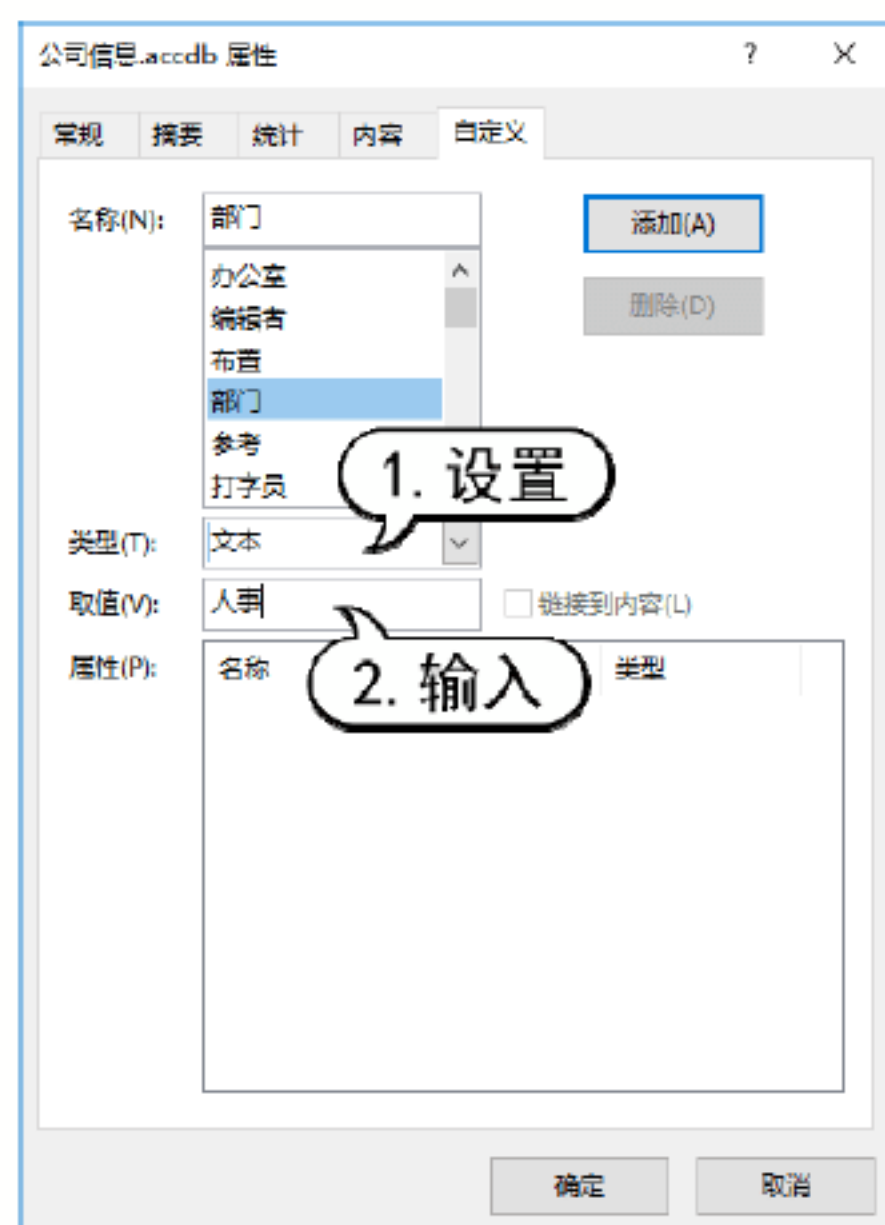 公司信息.accdb 属性 ? ×
常规 摘要 统计 内容 自定义
名称(N): 部门 添加(A)
办公室
删除(D)
编辑者
布置
部门
参考
打字员
1. 设置
类型(T): 文本
取值(V): 人事 链接到内容(L)
属性(P): 名称 类型
2. 输入
确定 取消